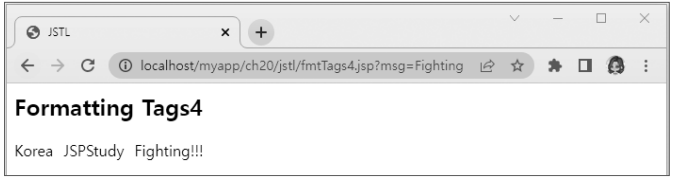 JSTL
localhost/myapp/ch20/jstl/fmtTags4.jsp?msg=Fighting
Formatting Tags4
Korea JSPStudy Fighting!!!